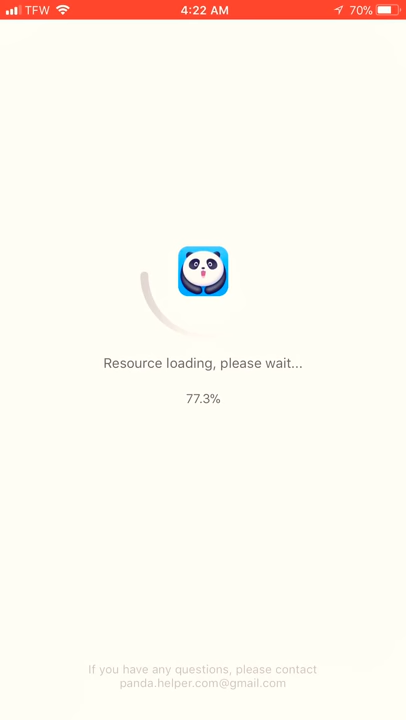 TFW 4:22 AM 70%
Resource loading, please wait...
77.3%
If you have any questions, please contact
panda.helper.com@gmail.com